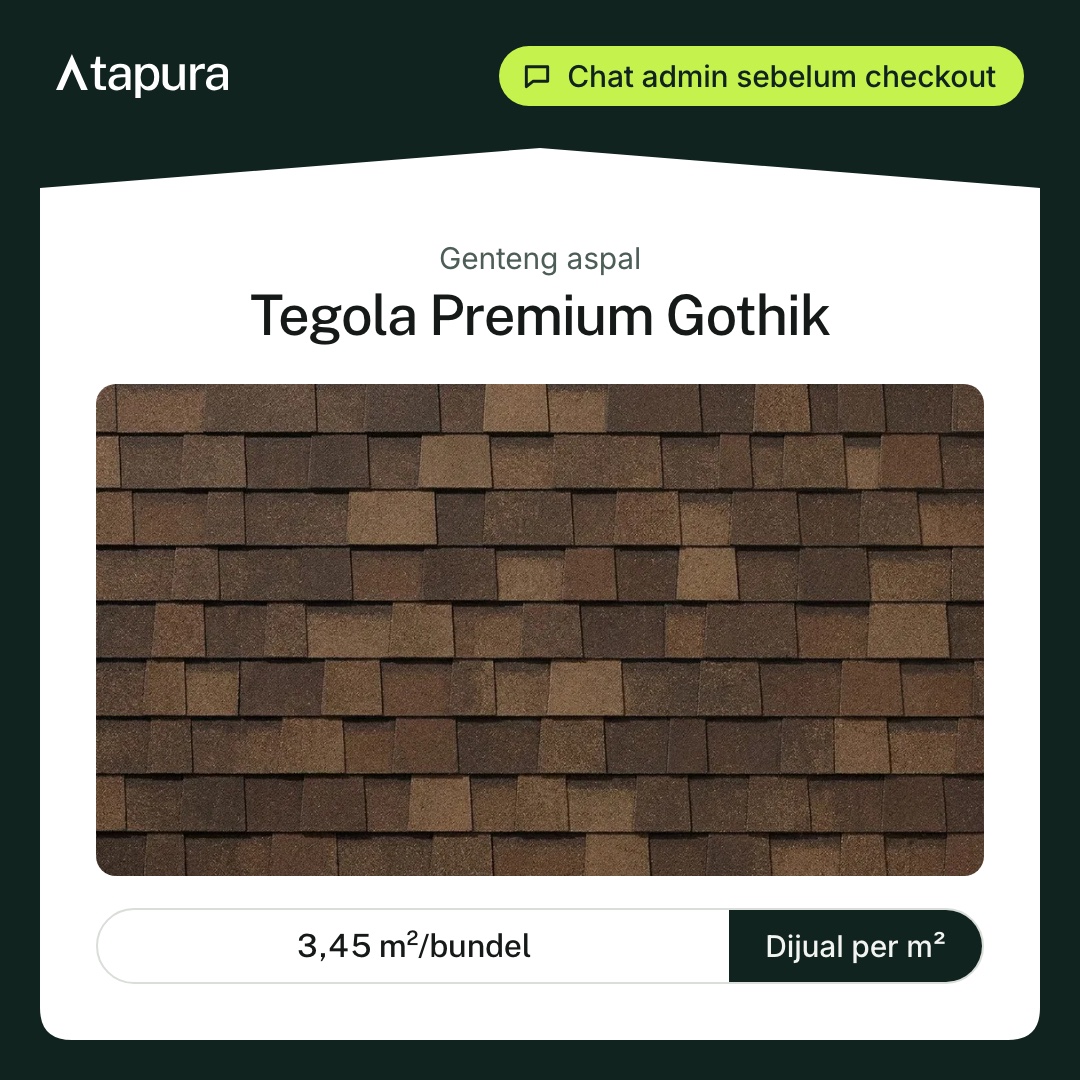 Atapura
Chat admin sebelum checkout
Genteng aspal
Tegola Premium Gothik
3,45 m²/bundel
Dijual per m²